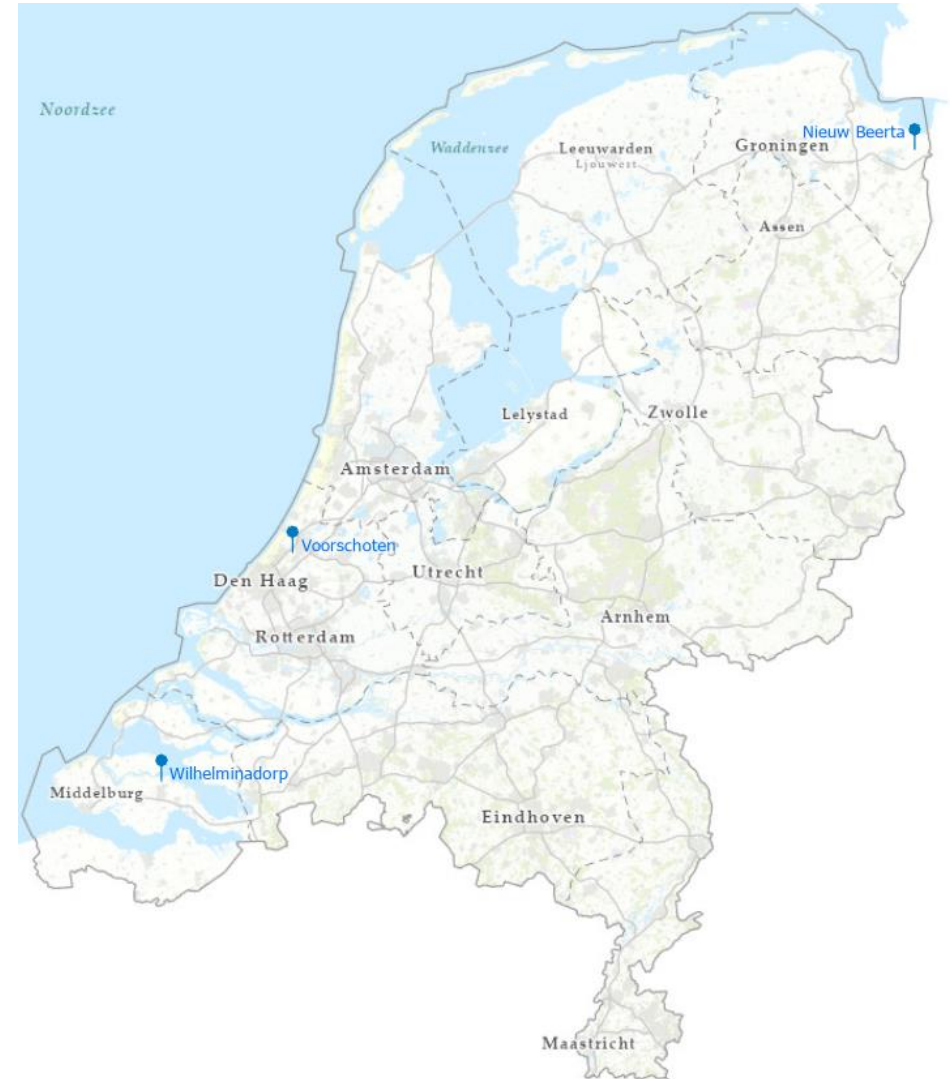 Noordzee
Nieuw Beerta
Waddenzee
Leeuwarden
Ljouwert
Groningen
Assen
Lelystad
Zwolle
Amsterdam
Voorschoten
Den Haag
Utrecht
Arnhem
Rotterdam
Wilhelminadorp
Middelburg
Eindhoven
Maastricht